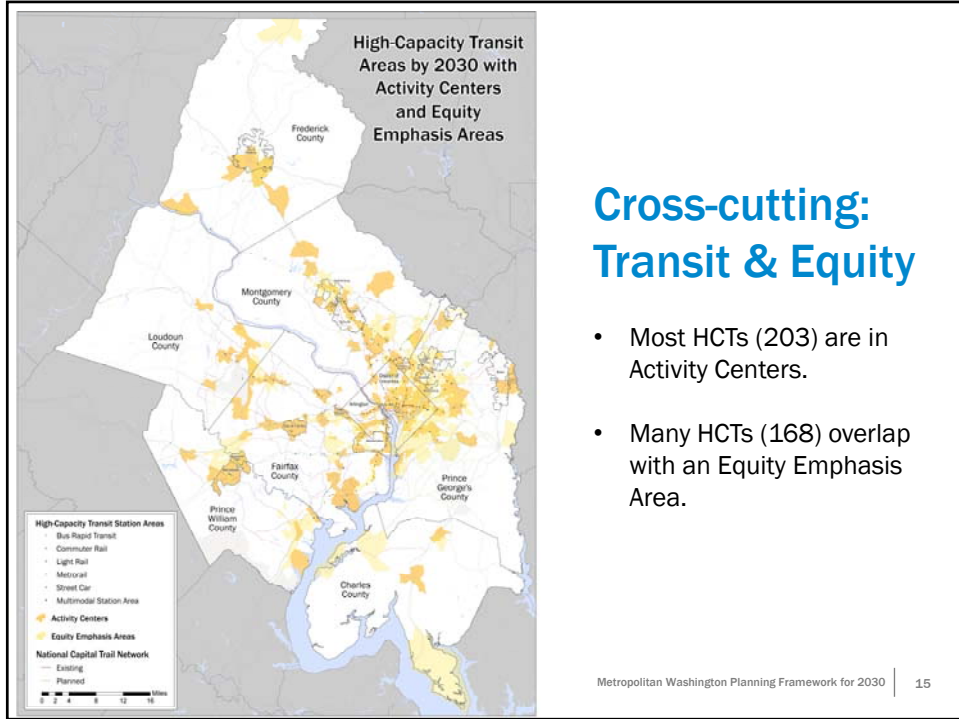 High-Capacity Transit
Areas by 2030 with
Activity Centers
and Equity
Emphasis Areas
Frederick
County
Montgomery
County
Loudoun
County
Arlington
Fairfax
County
Prince
George's
County
Prince
William
County
Charles
County
High-Capacity Transit Station Areas
Bus Rapid Transit
Commuter Rail
Light Rail
Metrorail
Street Car
Multimodal Station Area
Activity Centers
Equity Emphasis Areas
National Capital Trail Network
Existing
Planned
Miles
0 2 4 8 12 16
Cross-cutting:
Transit & Equity
• Most HCTs (203) are in
Activity Centers.
• Many HCTs (168) overlap
with an Equity Emphasis
Area.
Metropolitan Washington Planning Framework for 2030 15